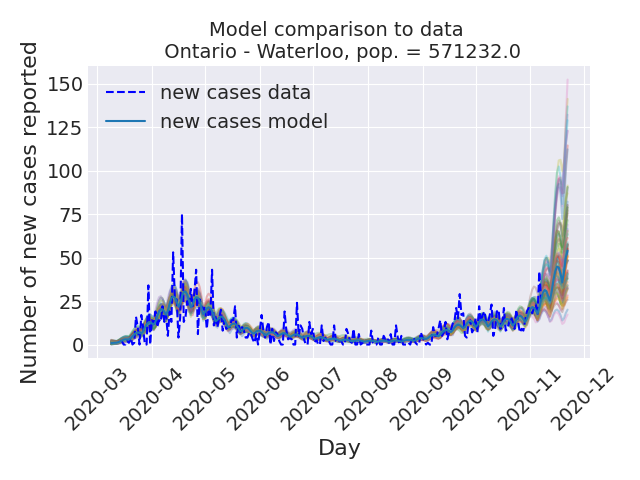 Model comparison to data
Ontario - Waterloo, pop. = 571232.0
Number of new cases reported
150
125
100
75
50
25
0
new cases data
new cases model
2020-03
2020-04
2020-05
2020-06
2020-07
2020-08
2020-09
2020-10
2020-11
2020-12
Day